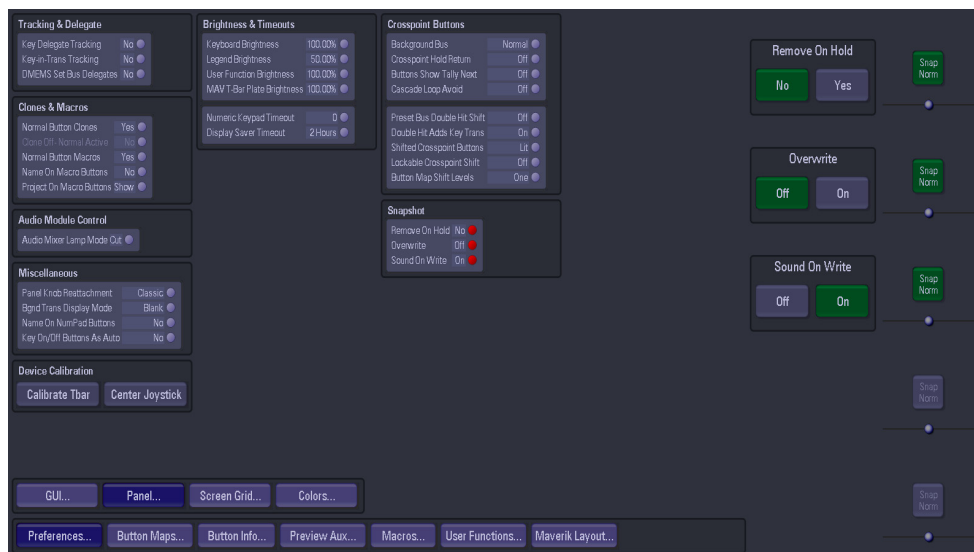 Tracking & Delegate
Key Delegate Tracking No
Key-in-Trans Tracking No
DMEMS Set Bus Delegates No
Clones & Macros
Normal Button Clones Yes
Clone Off-Normal Active No
Normal Button Macros Yes
Name On Macro Buttons No
Project On Macro Buttons Show
Audio Module Control
Audio Mixer Lamp Mode Cut
Miscellaneous
Panel Knob Reattachment Classic
Bgnd Trans Display Mode Blank
Name On NumPad Buttons No
Key On/Off Buttons As Auto No
Device Calibration
Calibrate Tbar Center Joystick
Brightness & Timeouts
Keyboard Brightness 100.00%
Legend Brightness 50.00%
User Function Brightness 100.00%
MAV T-Bar Plate Brightness 100.00%
Numeric Keypad Timeout 0
Display Saver Timeout 2 Hours
Crosspoint Buttons
Background Bus Normal
Crosspoint Hold Return Off
Buttons Show Tally Next Off
Cascade Loop Avoid Off
Preset Bus Double Hit Shift Off
Double Hit Adds Key Trans On
Shifted Crosspoint Buttons Lit
Lockable Crosspoint Shift Off
Button Map Shift Levels One
Snapshot
Remove On Hold No
Overwrite Off
Sound On Write On
Remove On Hold
No Yes
Overwrite
Off On
Sound On Write
Off On
Snap
Norm
Snap
Norm
Snap
Norm
Snap
Norm
Snap
Norm
GUI... Panel... Screen Grid... Colors...
Preferences... Button Maps... Button Info... Preview Aux... Macros... User Functions... Maverik Layout...